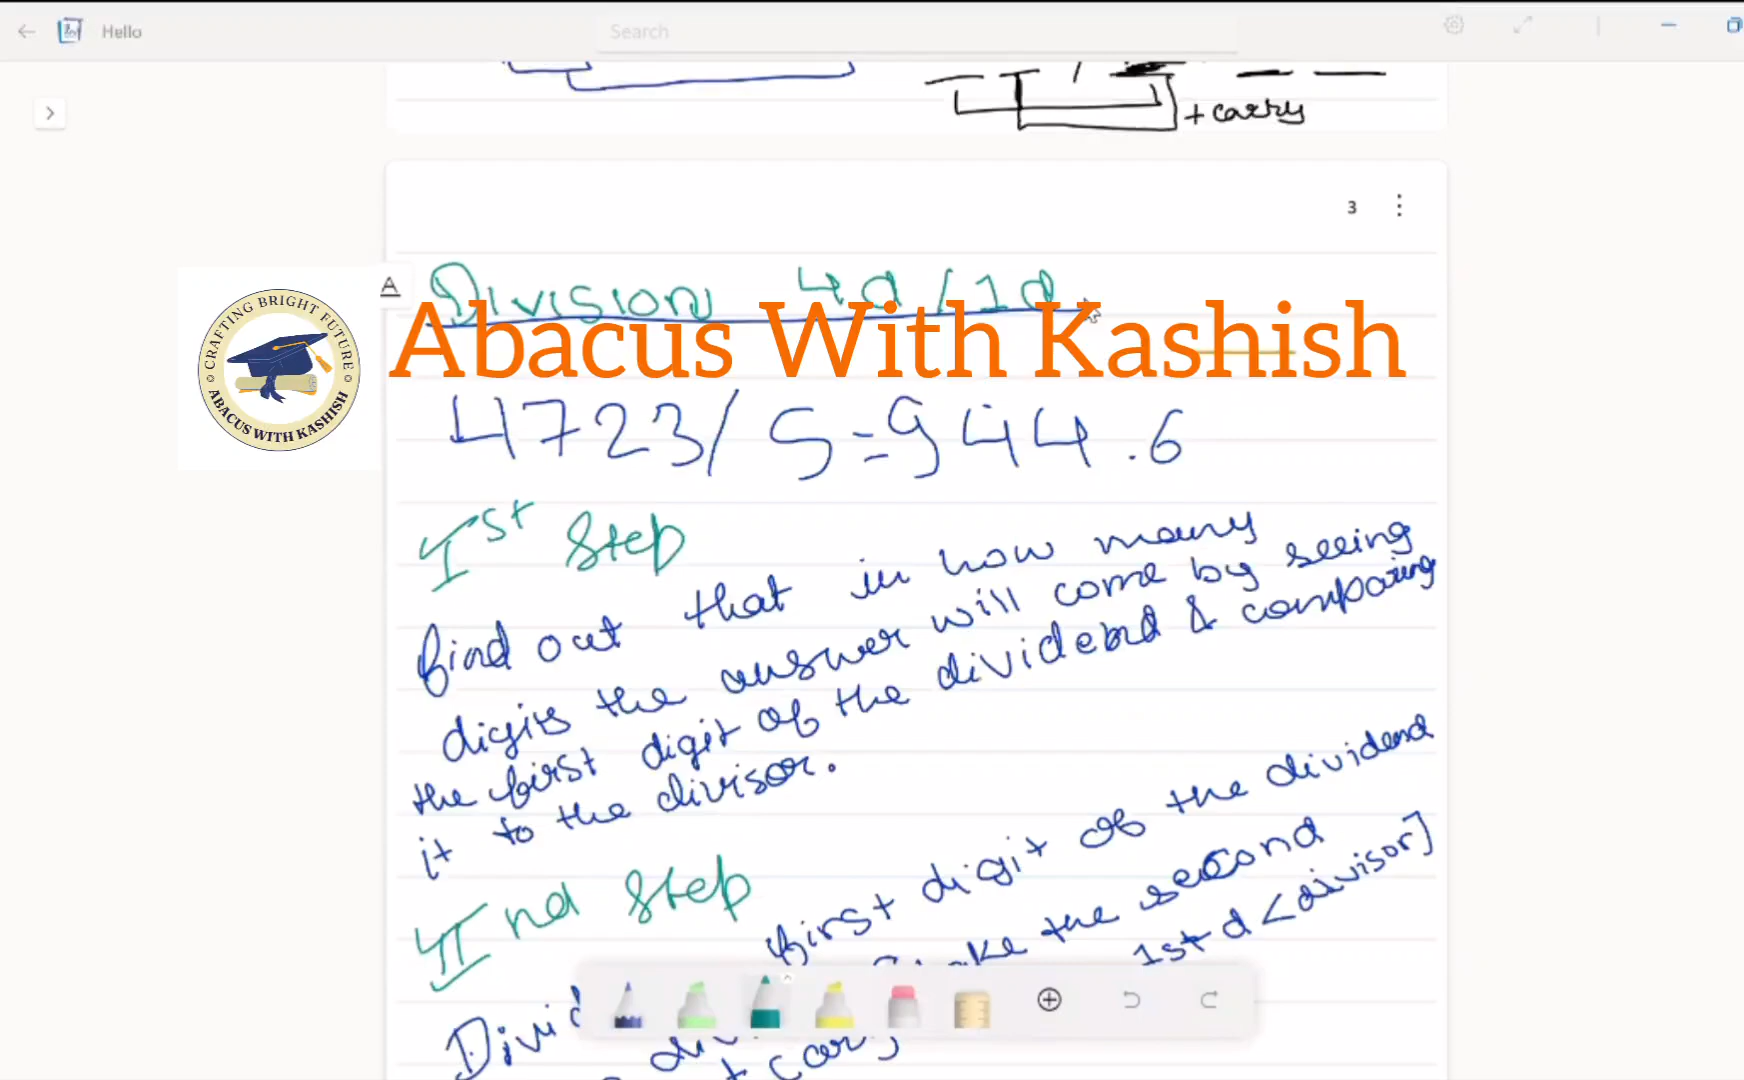 Hello
Search
+ carry
3
CRAFTING BRIGHT FUTURE
ABACUS WITH KASHISH
A
Division 4d/1d
Abacus With Kashish
4723/5=944.6
Ist Step
find out that in how many
digits the answer will come by seeing
the first digit of the dividend & comparing
it to the divisor.
IInd Step
first digit of the dividend
take the second
1st d < divisor]
Divid
carry